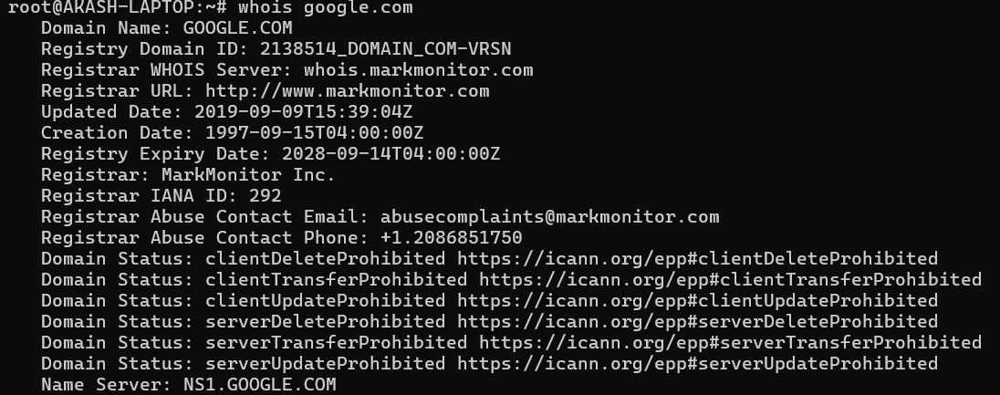 root@AKASH-LAPTOP:~# whois google.com
Domain Name: GOOGLE.COM
Registry Domain ID: 2138514_DOMAIN_COM-VRSN
Registrar WHOIS Server: whois.markmonitor.com
Registrar URL: http://www.markmonitor.com
Updated Date: 2019-09-09T15:39:04Z
Creation Date: 1997-09-15T04:00:00Z
Registry Expiry Date: 2028-09-14T04:00:00Z
Registrar: MarkMonitor Inc.
Registrar IANA ID: 292
Registrar Abuse Contact Email: abusecomplaints@markmonitor.com
Registrar Abuse Contact Phone: +1.2086851750
Domain Status: clientDeleteProhibited https://icann.org/epp#clientDeleteProhibited
Domain Status: clientTransferProhibited https://icann.org/epp#clientTransferProhibited
Domain Status: clientUpdateProhibited https://icann.org/epp#clientUpdateProhibited
Domain Status: serverDeleteProhibited https://icann.org/epp#serverDeleteProhibited
Domain Status: serverTransferProhibited https://icann.org/epp#serverTransferProhibited
Domain Status: serverUpdateProhibited https://icann.org/epp#serverUpdateProhibited
Name Server: NS1.GOOGLE.COM